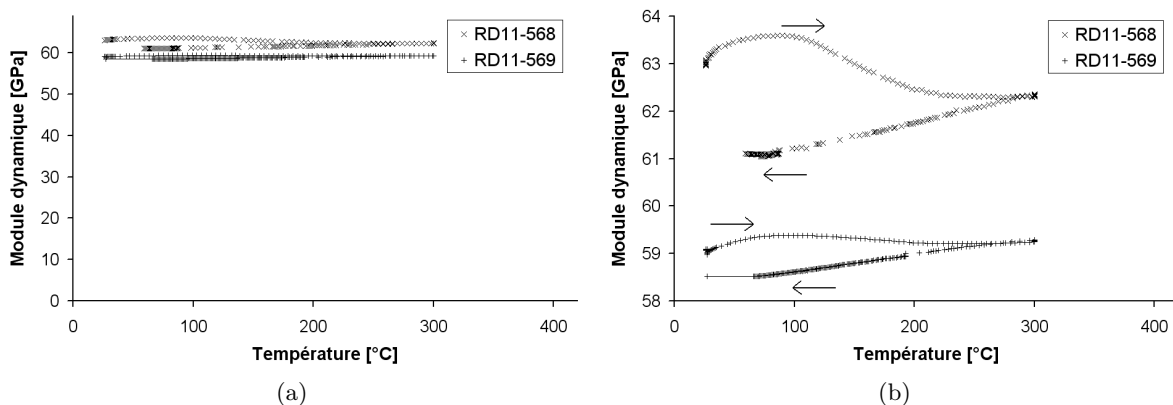 Module dynamique [GPa]
70
60
50
40
30
20
10
0
0
100
200
300
400
Température [°C]
RD11-568
RD11-569
(a)
Module dynamique [GPa]
64
63
62
61
60
59
58
0
100
200
300
400
Température [°C]
RD11-568
RD11-569
(b)